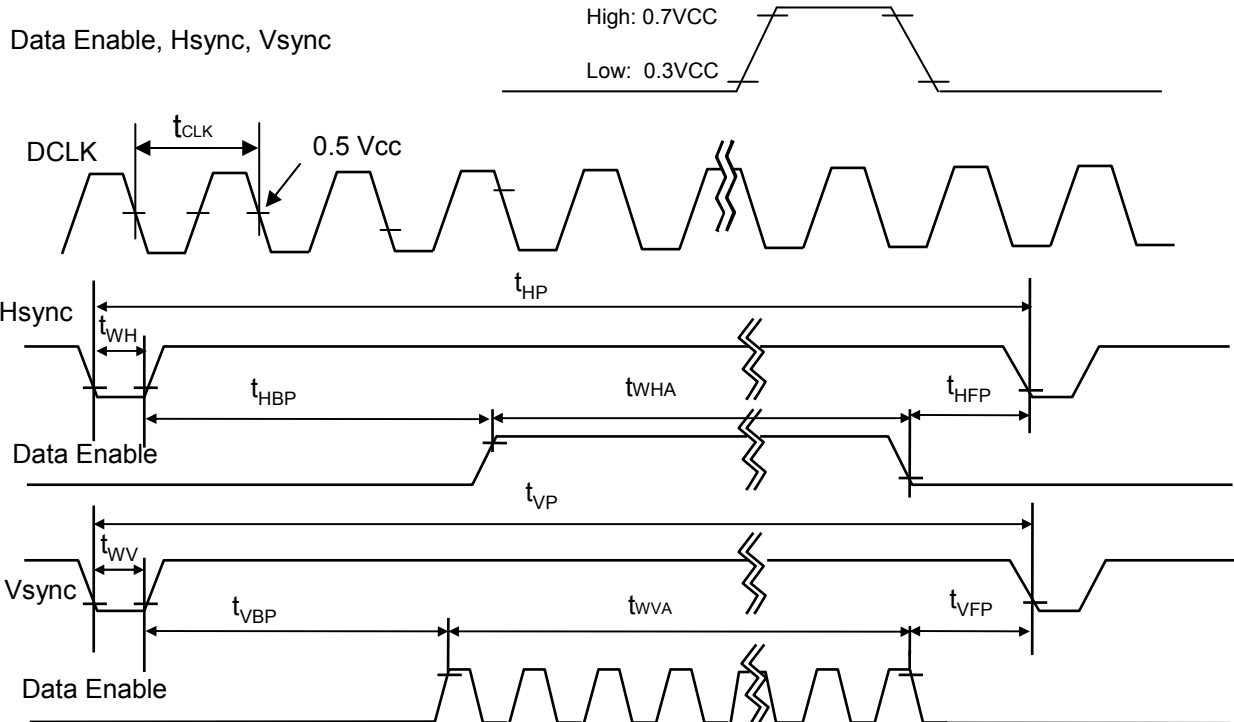 High: 0.7VCC
Data Enable, Hsync, Vsync
Low: 0.3VCC
tCLK
DCLK
0.5 Vcc
tHP
Hsync
tWH
tHBP
tWHA
tHFP
Data Enable
tVP
tWV
Vsync
tVBP
tWVA
tVFP
Data Enable